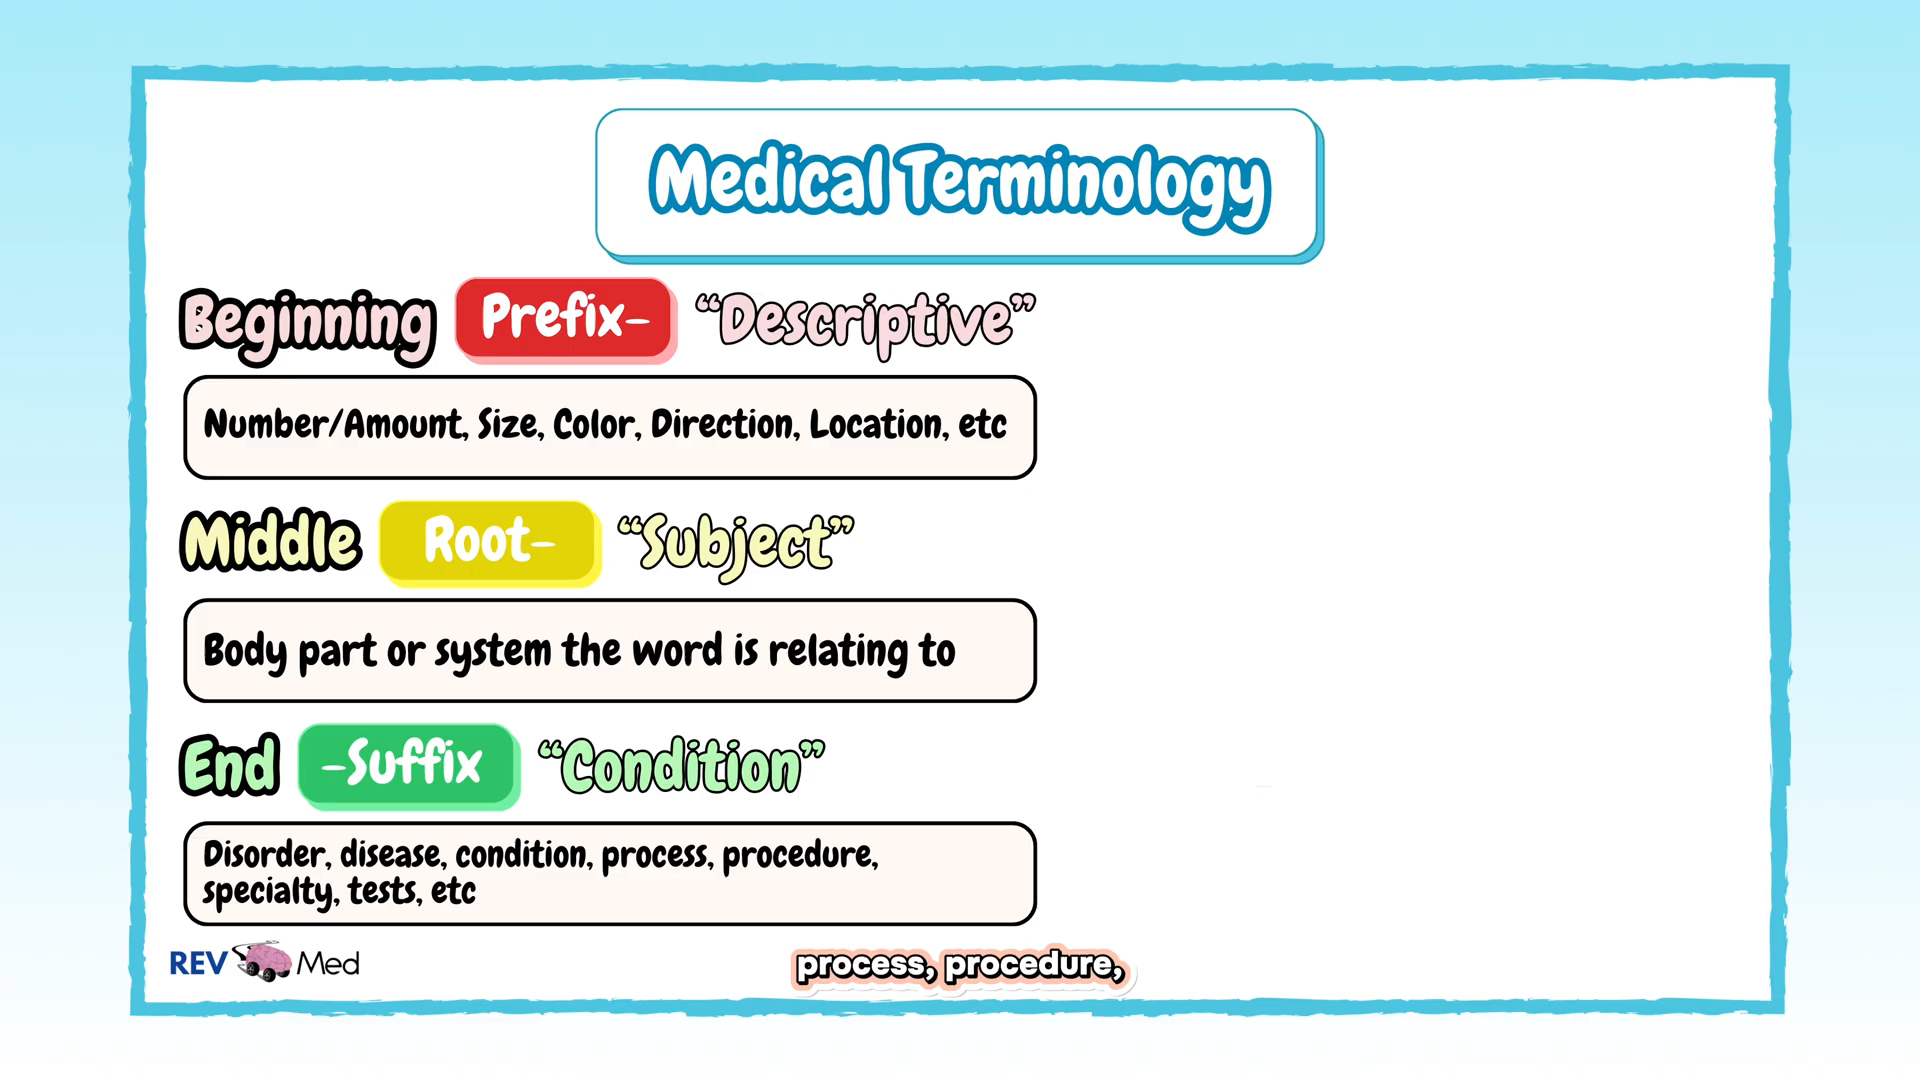 Medical Terminology
Beginning Prefix- “Descriptive”
Number/Amount, Size, Color, Direction, Location, etc
Middle Root- “Subject”
Body part or system the word is relating to
End -Suffix “Condition”
Disorder, disease, condition, process, procedure,
specialty, tests, etc
REV Med
process, procedure,